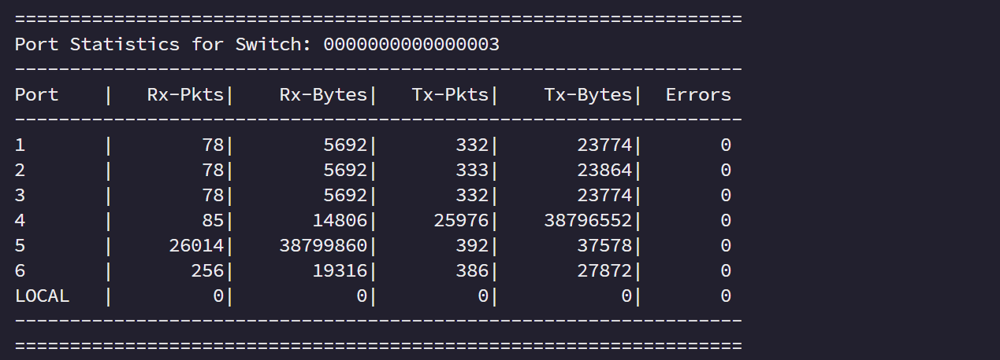 ==================================================================
Port Statistics for Switch: 0000000000000003
------------------------------------------------------------------
Port    |   Rx-Pkts|    Rx-Bytes|   Tx-Pkts|    Tx-Bytes|  Errors
------------------------------------------------------------------
1       |        78|        5692|       332|       23774|       0
2       |        78|        5692|       333|       23864|       0
3       |        78|        5692|       332|       23774|       0
4       |        85|       14806|     25976|    38796552|       0
5       |     26014|    38799860|       392|       37578|       0
6       |       256|       19316|       386|       27872|       0
LOCAL   |         0|           0|         0|           0|       0
------------------------------------------------------------------
==================================================================